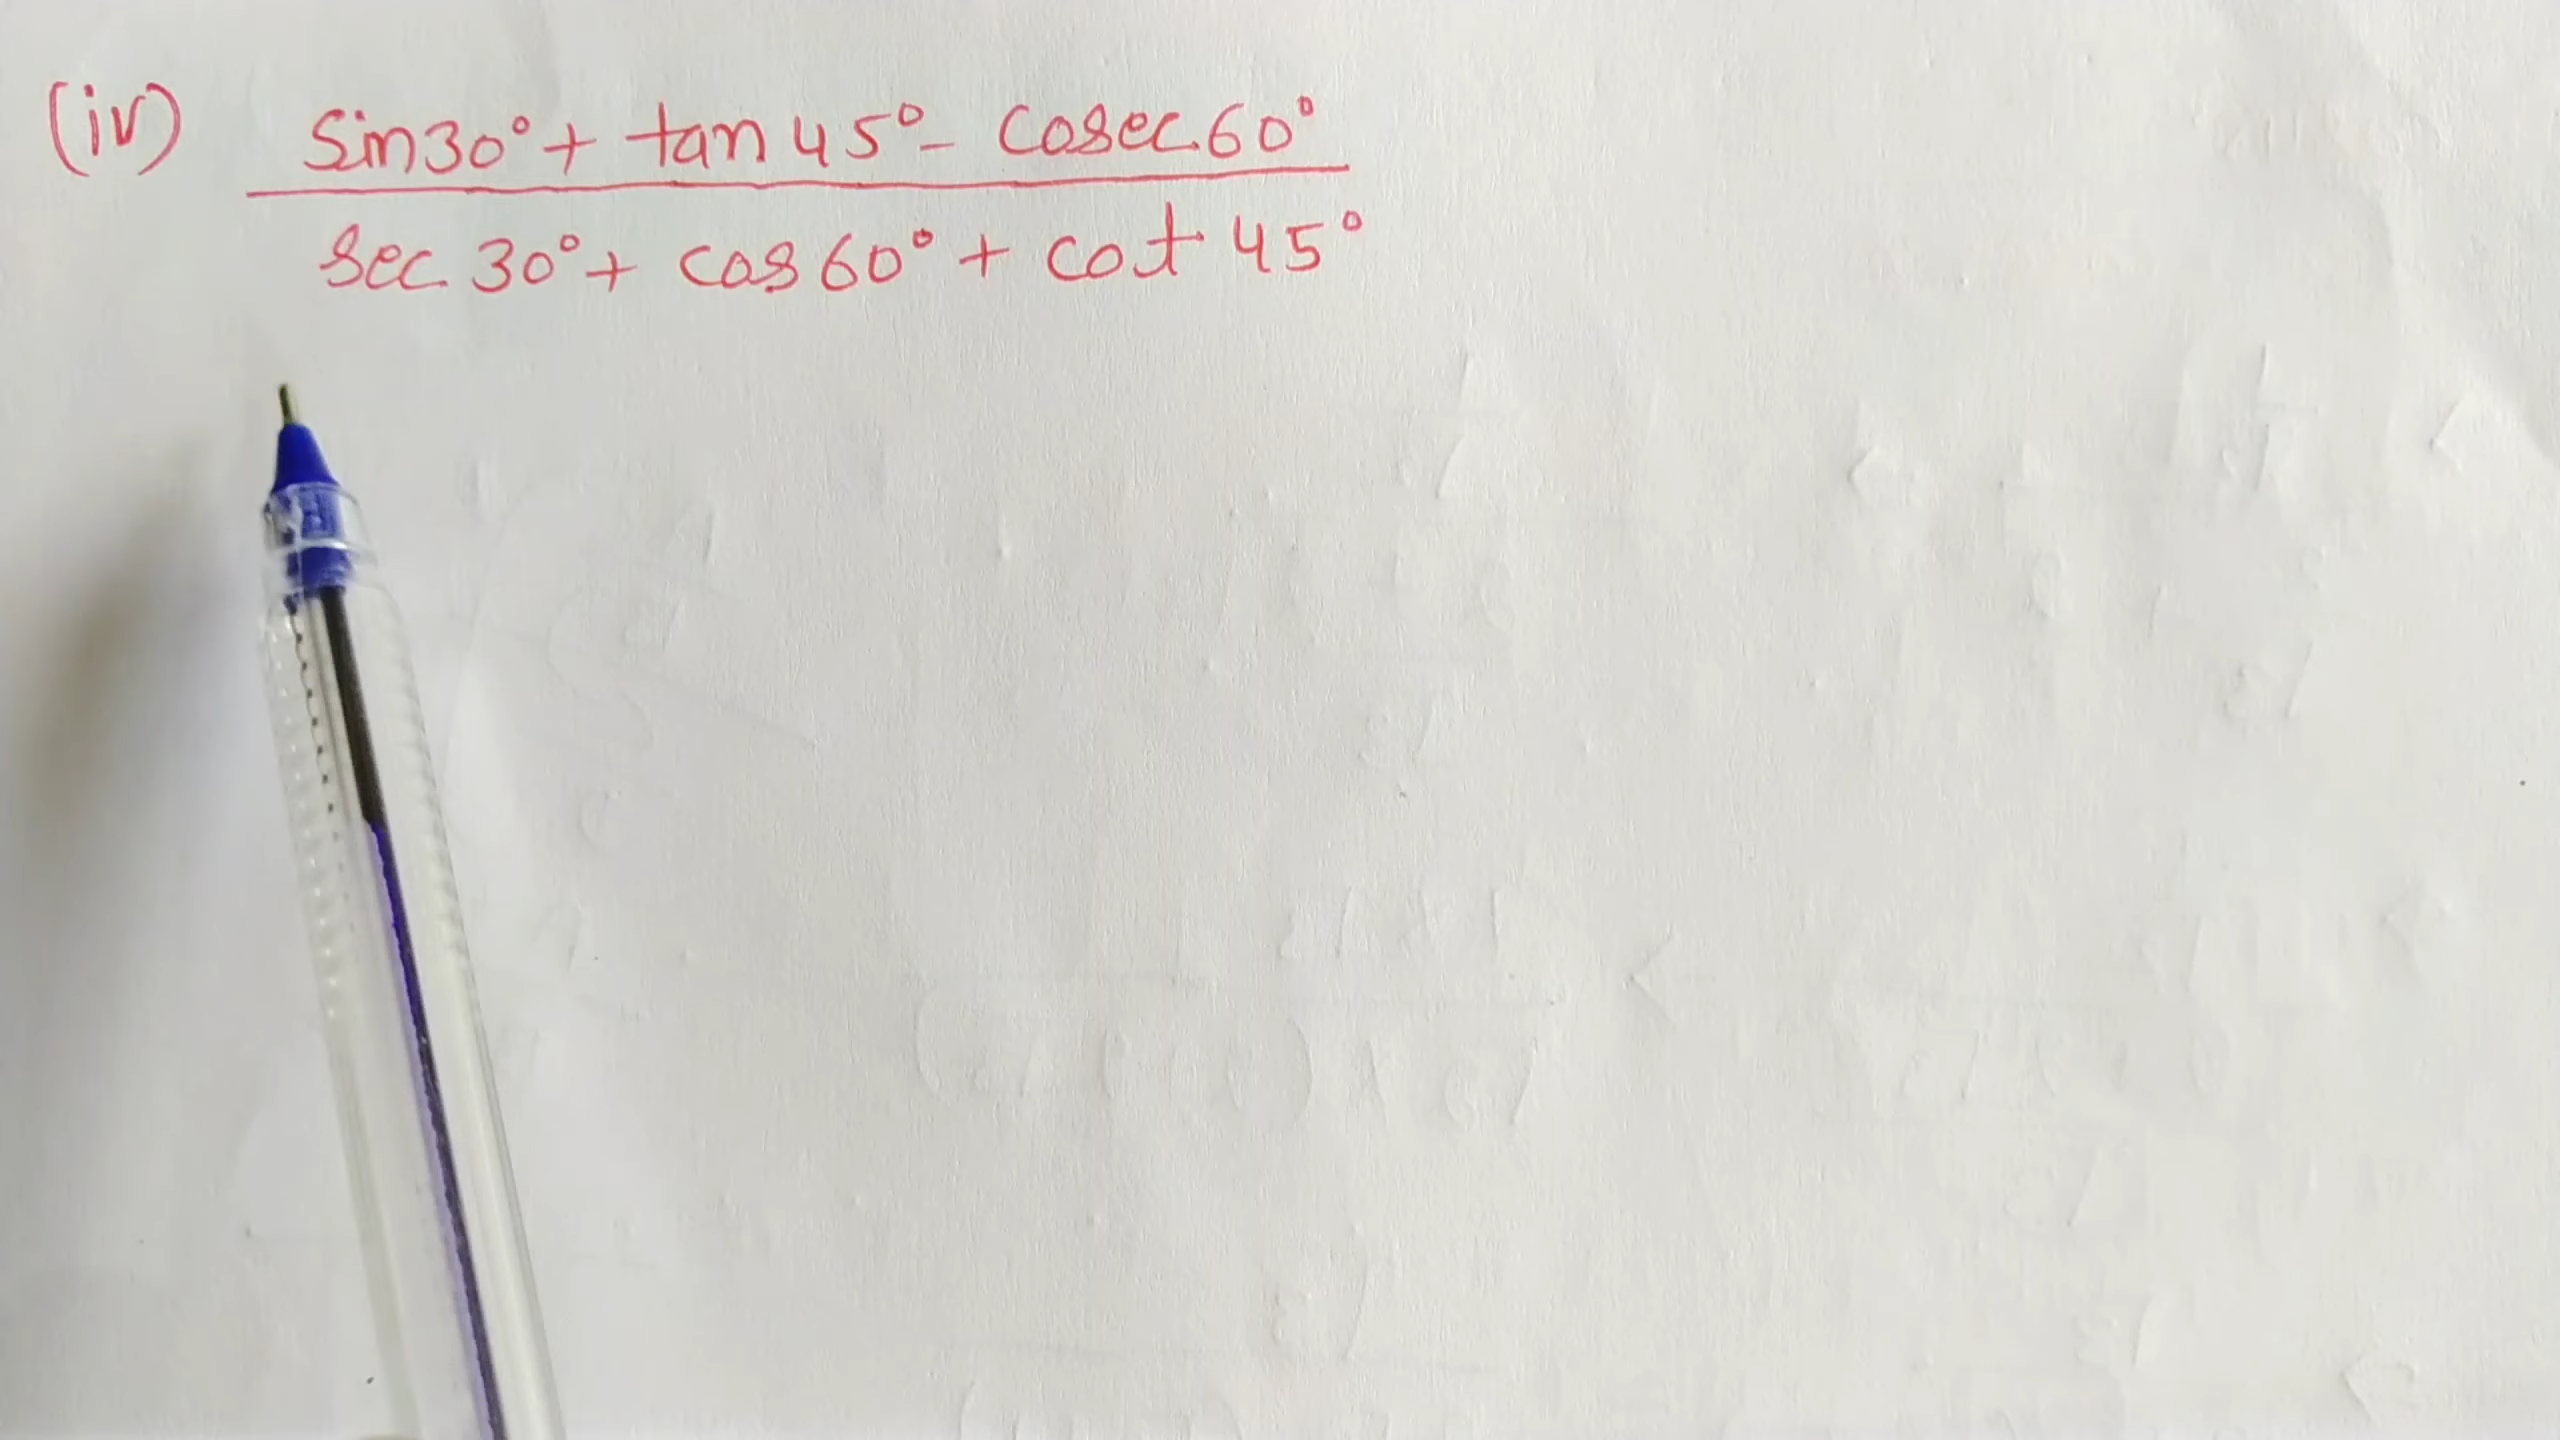 (iv) sin30° + tan 45° - cosec 60°
sec 30° + cos 60° + cot 45°